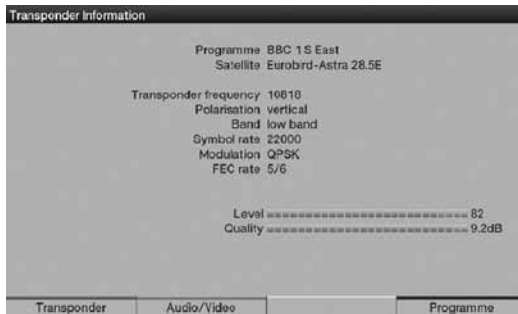 Transponder Information
Programme BBC 1 S East
Satellite Eurobird-Astra 28.5E
Transponder frequency 10818
Polarisation vertical
Band low band
Symbol rate 22000
Modulation QPSK
FEC rate 5/6
Level 82
Quality 9.2dB
Transponder Audio/Video Programme